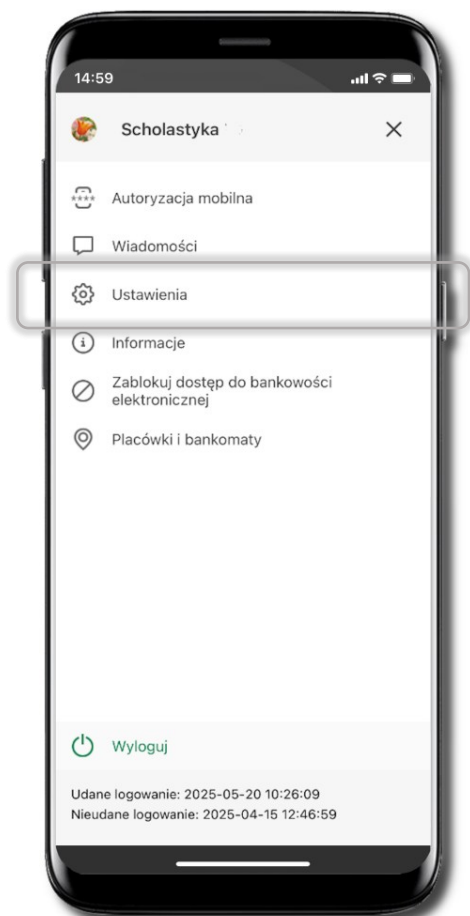 14:59
Scholastyka
Autoryzacja mobilna
Wiadomości
Ustawienia
Informacje
Zablokuj dostęp do bankowości
elektronicznej
Placówki i bankomaty
Wyloguj
Udane logowanie: 2025-05-20 10:26:09
Nieudane logowanie: 2025-04-15 12:46:59